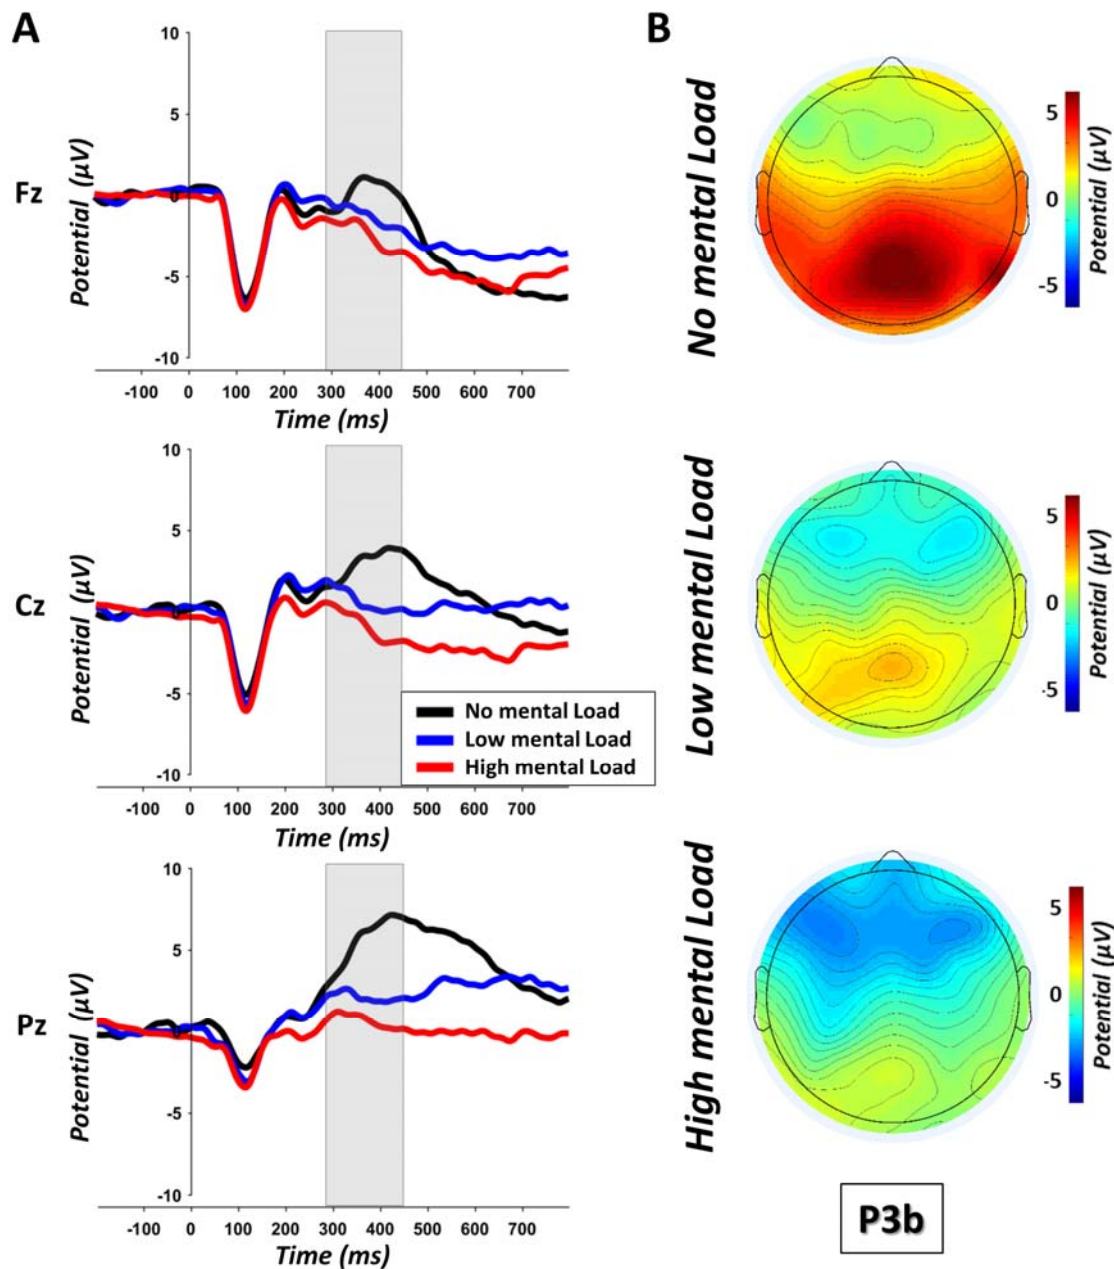 A
10
5
0
-5
-10
Potential (µV)
Fz
-100 0 100 200 300 400 500 600 700
Time (ms)
10
5
0
-5
-10
Potential (µV)
Cz
No mental Load
Low mental Load
High mental Load
-100 0 100 200 300 400 500 600 700
Time (ms)
10
5
0
-5
-10
Potential (µV)
Pz
-100 0 100 200 300 400 500 600 700
Time (ms)
B
No mental Load
5
0
-5
Potential (µV)
Low mental Load
5
0
-5
Potential (µV)
High mental Load
5
0
-5
Potential (µV)
P3b